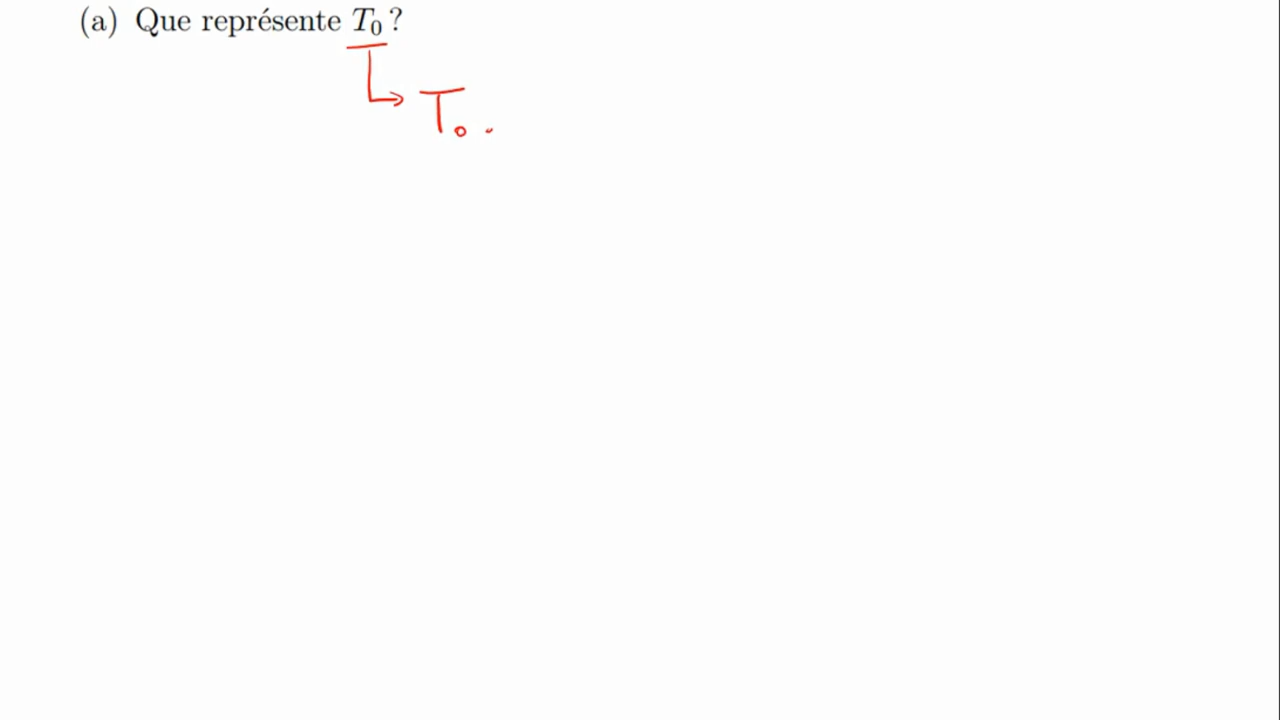 (a) Que représente T₀ ?
T₀ .